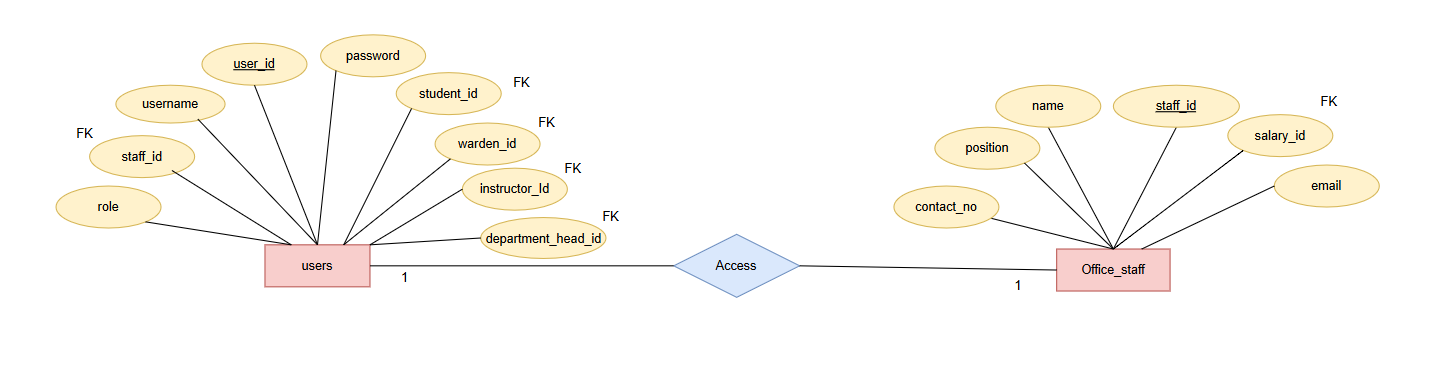 password
user_id
FK
student_id
username
FK
FK
staff_id
warden_id
FK
instructor_Id
role
FK
department_head_id
users
1
Access
name
staff_id
FK
salary_id
position
email
contact_no
Office_staff
1